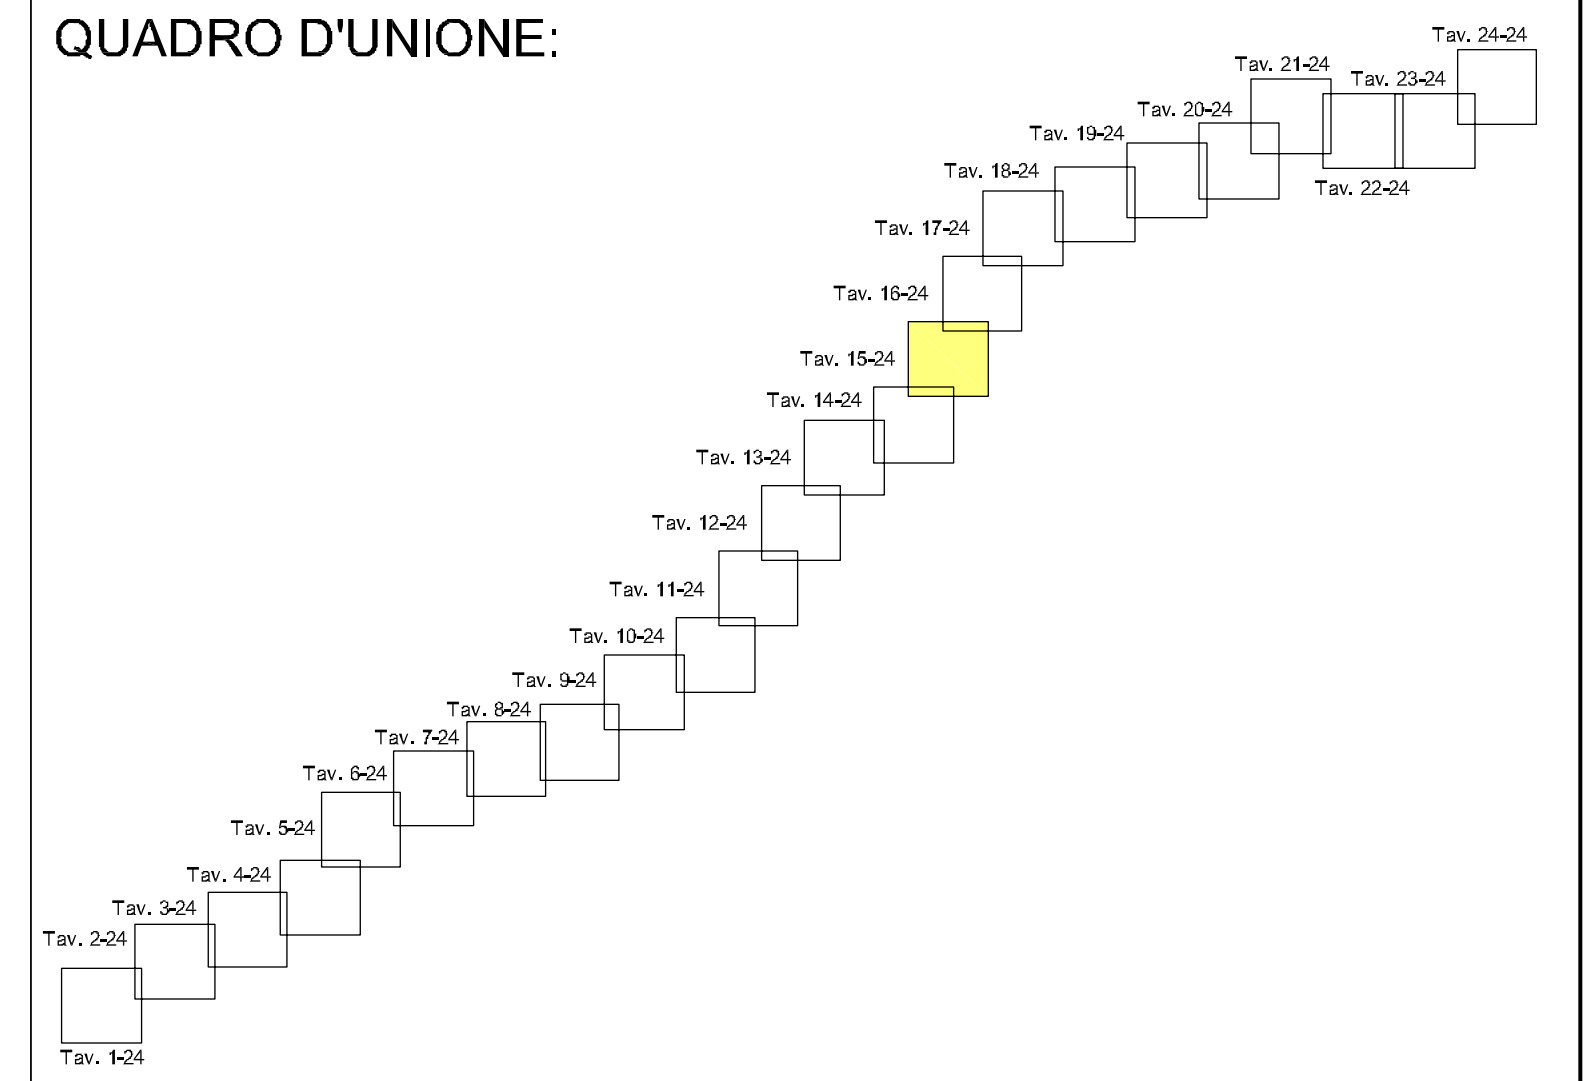 QUADRO D'UNIONE:
Tav. 24-24
Tav. 21-24
Tav. 23-24
Tav. 20-24
Tav. 19-24
Tav. 18-24
Tav. 22-24
Tav. 17-24
Tav. 16-24
Tav. 15-24
Tav. 14-24
Tav. 13-24
Tav. 12-24
Tav. 11-24
Tav. 10-24
Tav. 9-24
Tav. 8-24
Tav. 7-24
Tav. 6-24
Tav. 5-24
Tav. 4-24
Tav. 3-24
Tav. 2-24
Tav. 1-24